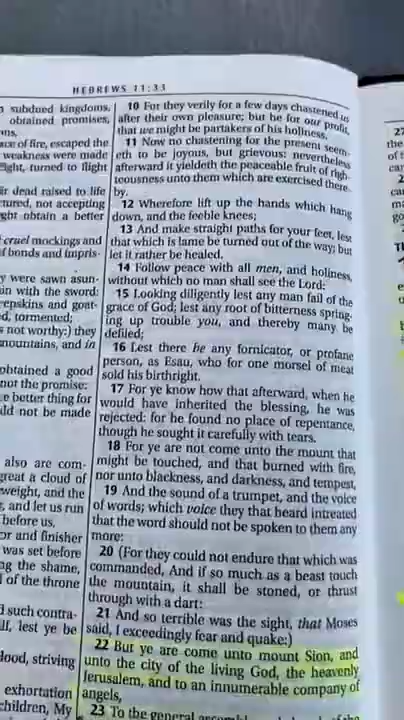 HEBREWS 11:33
subdued kingdoms,
obtained promises,
of fire, escaped the
weakness were made
flight, turned to flight
dead raised to life
not accepting
obtain a better
cruel mockings and
of bonds and impris-
were sawn asun-
with the sword:
and goat-
tormented;
not worthy:) they
mountains, and in
obtained a good
not the promise:
better thing for
not be made
also are com-
great a cloud of
weight, and the
and let us run
before us,
or and finisher
was set before
the shame,
of the throne
such contra-
lest ye be
striving
exhortation
children, My
10 For they verily for a few days chastened us
after their own pleasure; but he for our profit,
that we might be partakers of his holiness.
11 Now no chastening for the present seem-
eth to be joyous, but grievous: nevertheless
afterward it yieldeth the peaceable fruit of righ-
teousness unto them which are exercised there-
by.
12 Wherefore lift up the hands which hang
down, and the feeble knees;
13 And make straight paths for your feet, lest
that which is lame be turned out of the way; but
let it rather be healed.
14 Follow peace with all men, and holiness,
without which no man shall see the Lord:
15 Looking diligently lest any man fail of the
grace of God; lest any root of bitterness spring-
ing up trouble you, and thereby many be
defiled;
16 Lest there be any fornicator, or profane
person, as Esau, who for one morsel of meat
sold his birthright.
17 For ye know how that afterward, when he
would have inherited the blessing, he was
rejected: for he found no place of repentance,
though he sought it carefully with tears.
18 For ye are not come unto the mount that
might be touched, and that burned with fire,
nor unto blackness, and darkness, and tempest,
19 And the sound of a trumpet, and the voice
of words; which voice they that heard intreated
that the word should not be spoken to them any
more:
20 (For they could not endure that which was
commanded, And if so much as a beast touch
the mountain, it shall be stoned, or thrust
through with a dart:
21 And so terrible was the sight, that Moses
said, I exceedingly fear and quake:)
22 But ye are come unto mount Sion, and
unto the city of the living God, the heavenly
Jerusalem, and to an innumerable company of
angels,
23 To the general